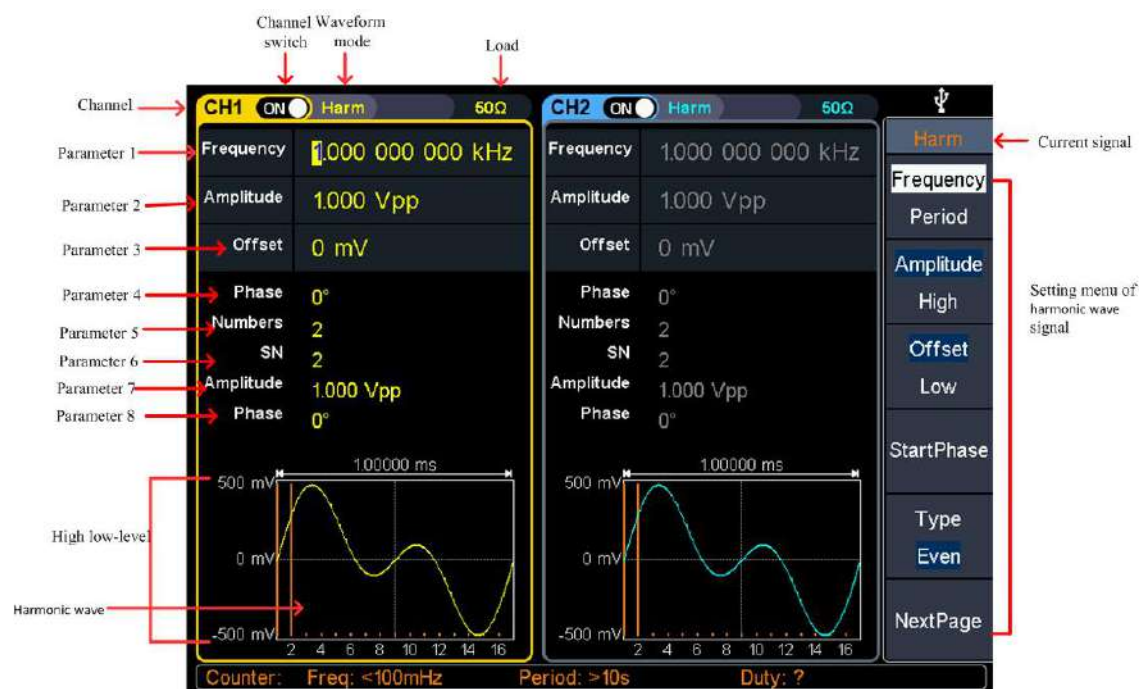 Channel Waveform
switch mode
Load
Channel
CH1 ON Harm 50Ω
CH2 ON Harm 50Ω
Harm
Current signal
Parameter 1
Frequency 1.000 000 000 kHz
Frequency 1.000 000 000 kHz
Frequency
Period
Parameter 2
Amplitude 1.000 Vpp
Amplitude 1.000 Vpp
Parameter 3
Offset 0 mV
Offset 0 mV
Amplitude
High
Parameter 4
Phase 0°
Phase 0°
Setting menu of
harmonic wave
signal
Parameter 5
Numbers 2
Numbers 2
Parameter 6
SN 2
SN 2
Offset
Low
Parameter 7
Amplitude 1.000 Vpp
Amplitude 1.000 Vpp
Parameter 8
Phase 0°
Phase 0°
StartPhase
1.00000 ms
1.00000 ms
500 mV
500 mV
High low-level
Type
Even
0 mV
0 mV
Harmonic wave
NextPage
-500 mV
-500 mV
2 4 6 8 10 12 14 16
2 4 6 8 10 12 14 16
Counter: Freq: <100mHz Period: >10s Duty: ?